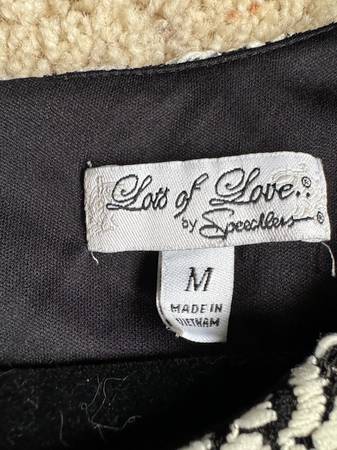 Lots of Love.®
by Speechless®
M
MADE IN
VIETNAM